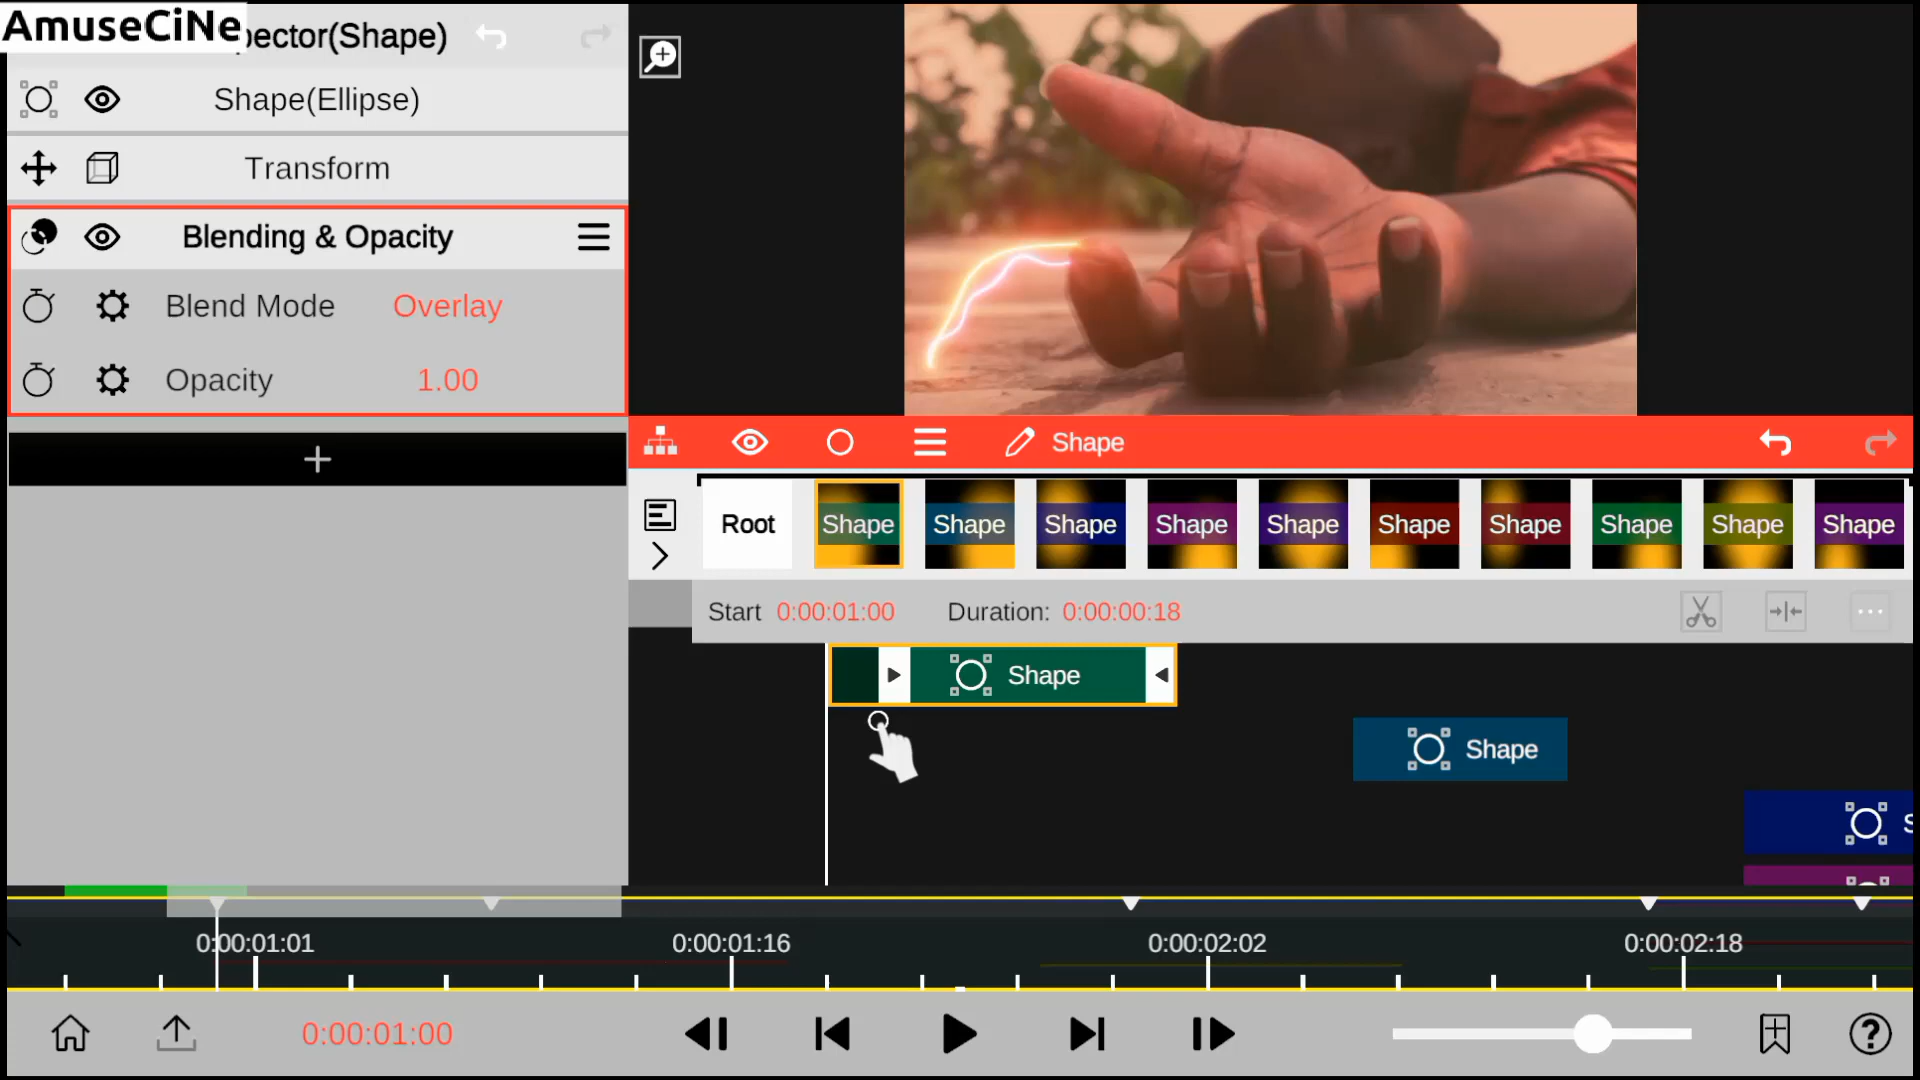 AmuseCiNe
pector(Shape)
Shape(Ellipse)
Transform
Blending & Opacity
Blend Mode Overlay
Opacity 1.00
+
Shape
Root Shape Shape Shape Shape Shape Shape Shape Shape Shape Shape
Start 0:00:01:00 Duration: 0:00:00:18
Shape
Shape
S
0:00:01:01 0:00:01:16 0:00:02:02 0:00:02:18
0:00:01:00
?